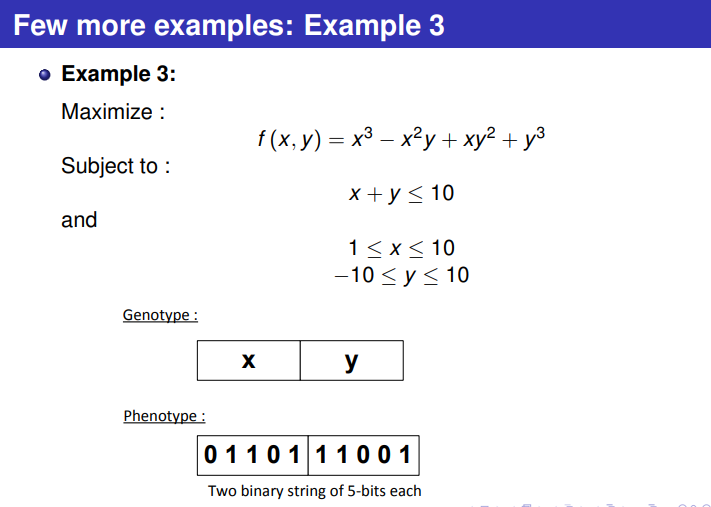 Few more examples: Example 3
Example 3:
Maximize :
f (x, y) = x³ − x²y + xy² + y³
Subject to :
x + y ≤ 10
and
1 ≤ x ≤ 10
−10 ≤ y ≤ 10
Genotype :
x y
Phenotype :
0 1 1 0 1 1 1 0 0 1
Two binary string of 5-bits each